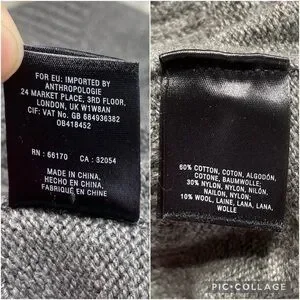 FOR EU: IMPORTED BY
ANTHROPOLOGIE
24 MARKET PLACE, 3RD FLOOR,
LONDON, UK W1W8AN
CIF: VAT No. GB 684936382
OB418452
RN : 66170 CA : 32054
MADE IN CHINA,
HECHO EN CHINA,
FABRIQUÉ EN CHINE
60% COTTON, COTON, ALGODÓN,
COTONE, BAUMWOLLE;
30% NYLON, NYLON, NILÓN,
NAILON, NYLON;
10% WOOL, LAINE, LANA, LANA,
WOLLE
PIC•COLLAGE